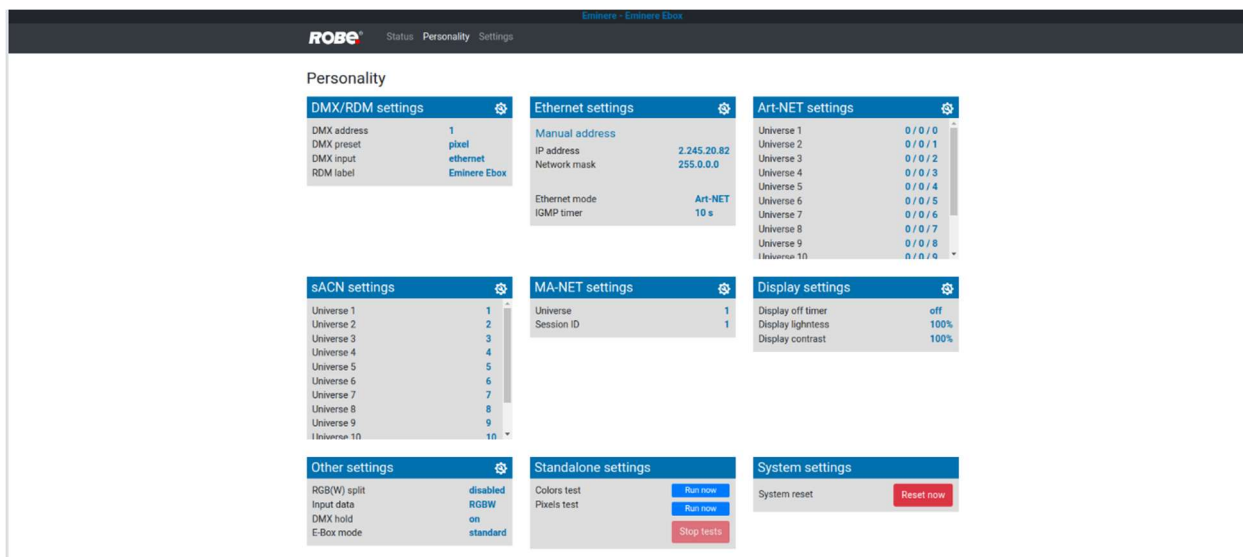 Eminere - Eminere Ebox
ROBE® Status Personality Settings
Personality
DMX/RDM settings
DMX address 1
DMX preset pixel
DMX input ethernet
RDM label Eminere Ebox
Ethernet settings
Manual address
IP address 2.245.20.82
Network mask 255.0.0.0
Ethernet mode Art-NET
IGMP timer 10 s
Art-NET settings
Universe 1 0 / 0 / 0
Universe 2 0 / 0 / 1
Universe 3 0 / 0 / 2
Universe 4 0 / 0 / 3
Universe 5 0 / 0 / 4
Universe 6 0 / 0 / 5
Universe 7 0 / 0 / 6
Universe 8 0 / 0 / 7
Universe 9 0 / 0 / 8
Universe 10 0 / 0 / 9
sACN settings
Universe 1 1
Universe 2 2
Universe 3 3
Universe 4 4
Universe 5 5
Universe 6 6
Universe 7 7
Universe 8 8
Universe 9 9
Universe 10 10
MA-NET settings
Universe 1
Session ID 1
Display settings
Display off timer off
Display lighntess 100%
Display contrast 100%
Other settings
RGB(W) split disabled
Input data RGBW
DMX hold on
E-Box mode standard
Standalone settings
Colors test Run now
Pixels test Run now
Stop tests
System settings
System reset Reset now